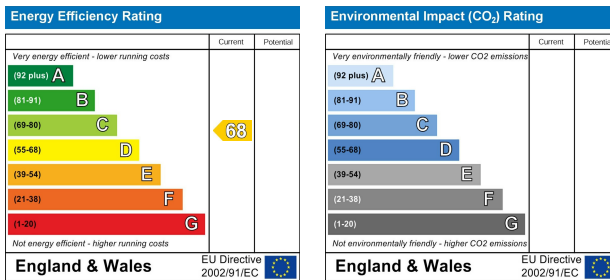 Energy Efficiency Rating
Current Potential
Very energy efficient - lower running costs
(92 plus) A
(81-91) B
(69-80) C
68
(55-68) D
(39-54) E
(21-38) F
(1-20) G
Not energy efficient - higher running costs
England & Wales
EU Directive
2002/91/EC
Environmental Impact (CO2) Rating
Current Potential
Very environmentally friendly - lower CO2 emissions
(92 plus) A
(81-91) B
(69-80) C
(55-68) D
(39-54) E
(21-38) F
(1-20) G
Not environmentally friendly - higher CO2 emissions
England & Wales
EU Directive
2002/91/EC